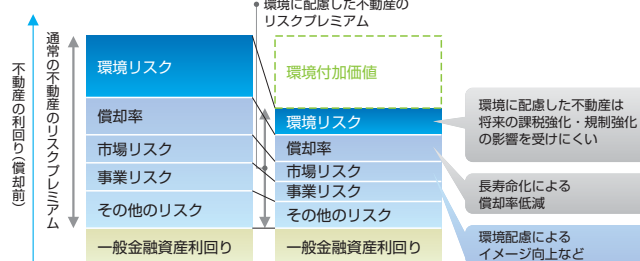 環境に配慮した不動産の
リスクプレミアム
不動産の利回り（償却前）
通常の不動産のリスクプレミアム
環境リスク
償却率
市場リスク
事業リスク
その他のリスク
一般金融資産利回り
環境付加価値
環境リスク
償却率
市場リスク
事業リスク
その他のリスク
一般金融資産利回り
環境に配慮した不動産は
将来の課税強化・規制強化
の影響を受けにくい
長寿命化による
償却率低減
環境配慮による
イメージ向上など